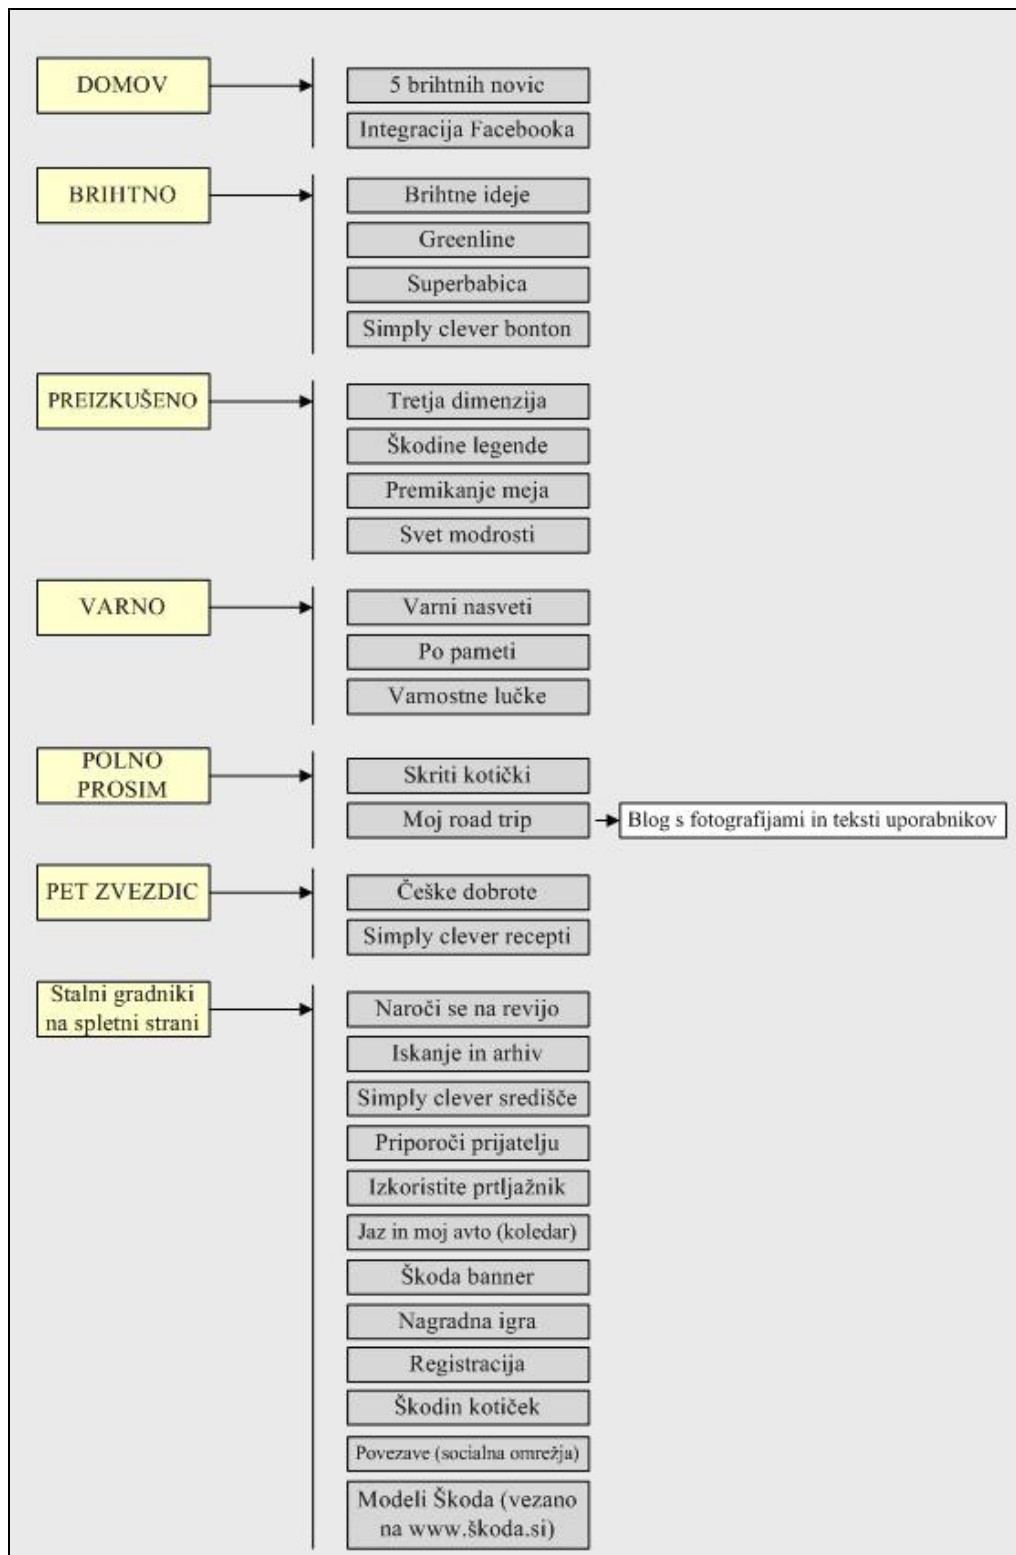 DOMOV
5 brihtnih novic
Integracija Facebooka
BRIHTNO
Brihtne ideje
Greenline
Superbabica
Simply clever bonton
PREIZKUŠENO
Tretja dimenzija
Škodine legende
Premikanje meja
Svet modrosti
VARNO
Varni nasveti
Po pameti
Varnostne lučke
POLNO
PROSIM
Skriti kotički
Moj road trip
Blog s fotografijami in teksti uporabnikov
PET ZVEZDIC
Češke dobrote
Simply clever recepti
Stalni gradniki
na spletni strani
Naroči se na revijo
Iskanje in arhiv
Simply clever središče
Priporoči prijatelju
Izkoristite prtljažnik
Jaz in moj avto (koledar)
Škoda banner
Nagradna igra
Registracija
Škodin kotiček
Povezave (socialna omrežja)
Modeli Škoda (vezano
na www.škoda.si)